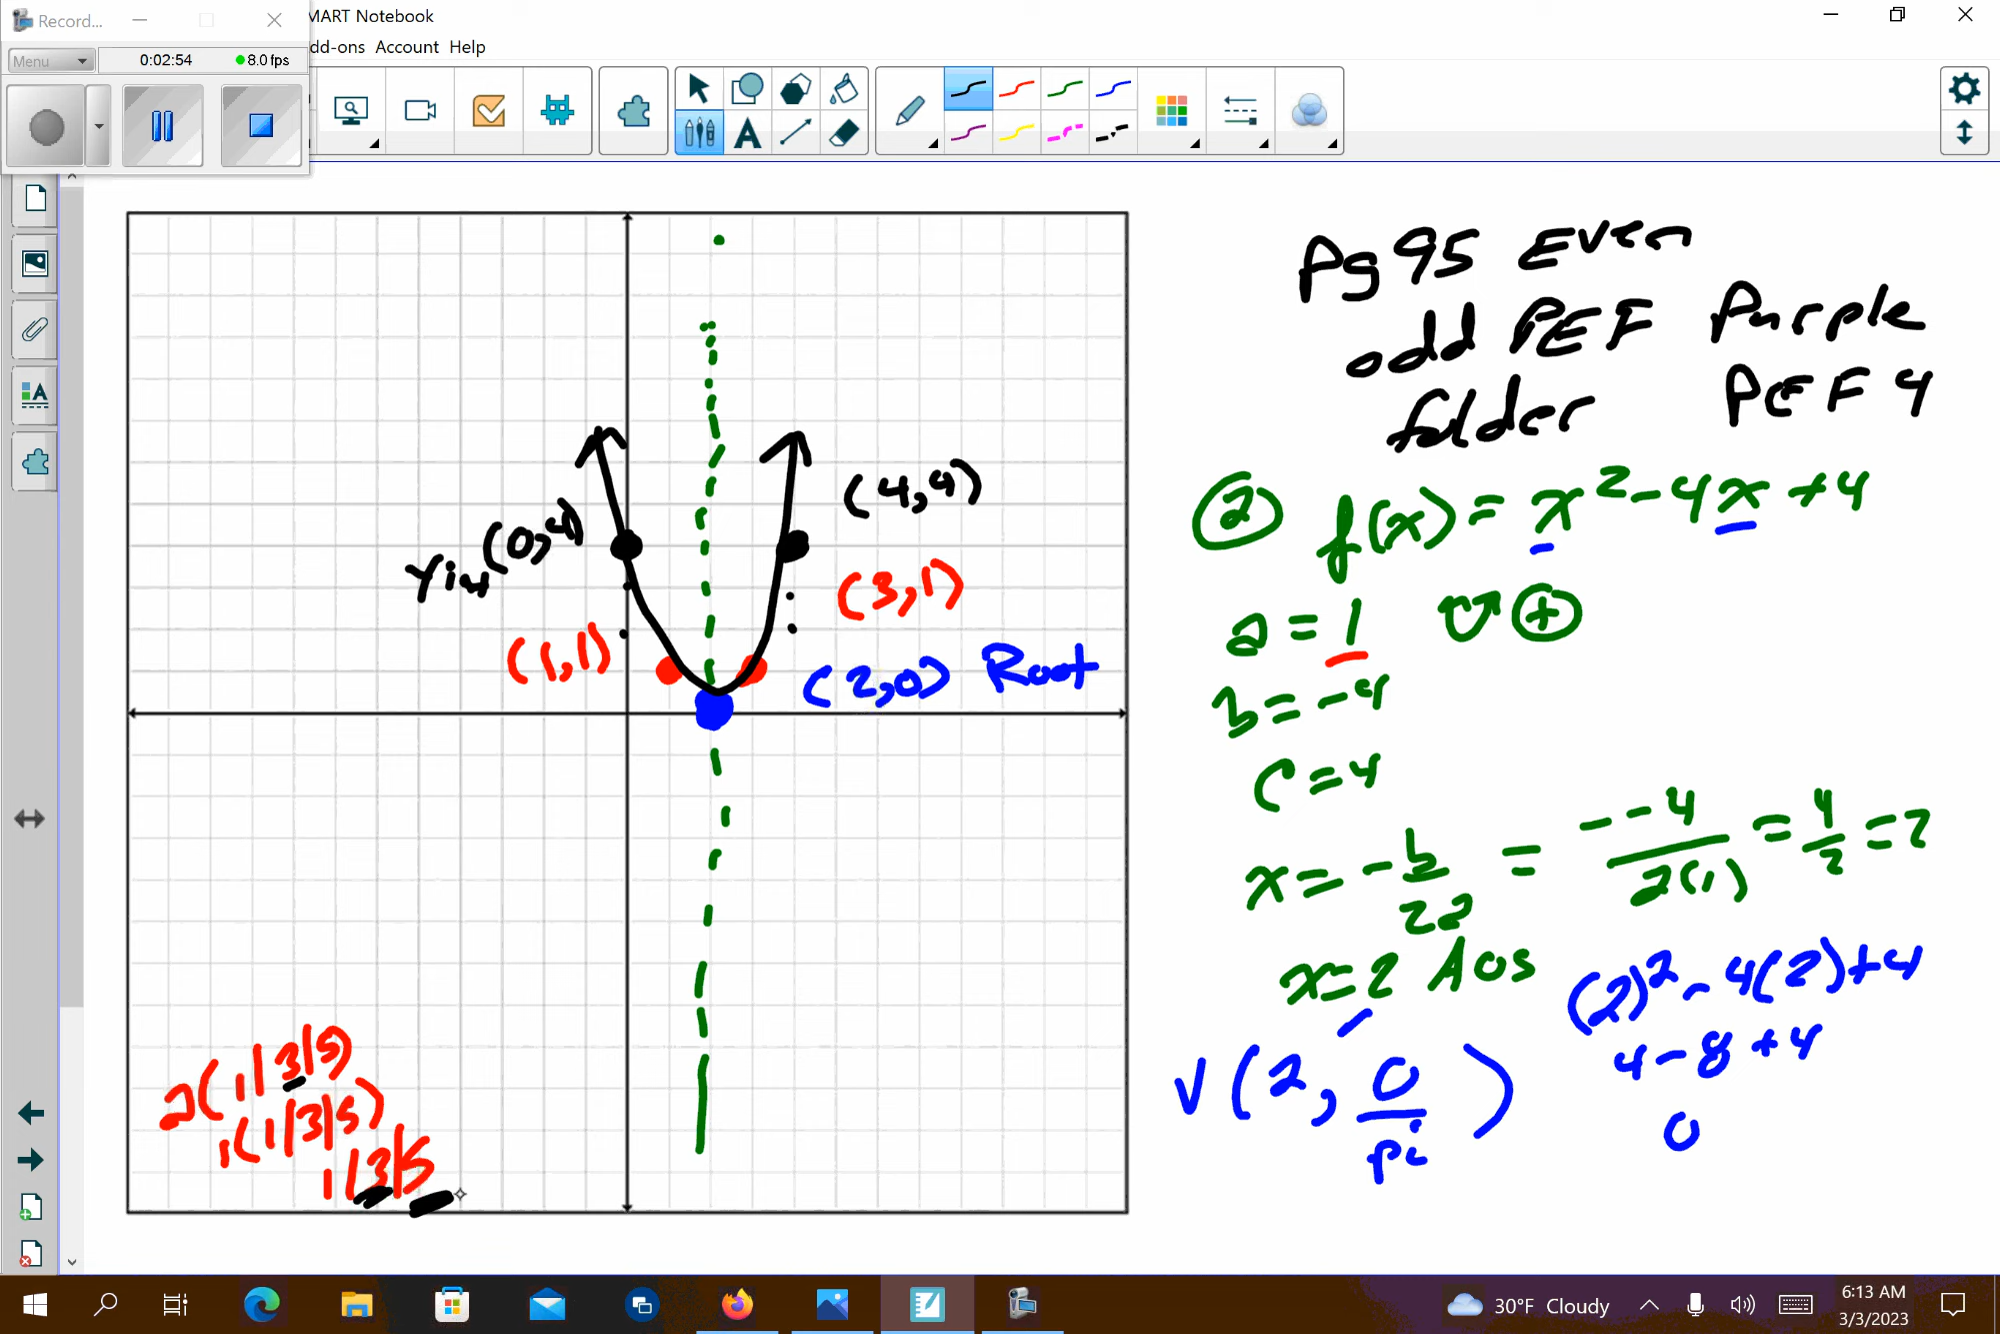 Record...
MART Notebook
dd-ons Account Help
Menu 0:02:54 8.0 fps
Pg 95 Even
odd PEF Purple
folder PEF 4
② f(x) = x² - 4x + 4
a = 1 +
b = -4
c = 4
x = -b/2a = - -4/2(1) = 4/2 = 2
x = 2 AOS
(2)² - 4(2) + 4
4 - 8 + 4
0
V (2, 0)
(4,4)
Yint (0,4)
(3,1)
(1,1)
(2,0) Root
2(1|3|5)
1(1|3|5)
1|3|5
A
30°F Cloudy
6:13 AM
3/3/2023